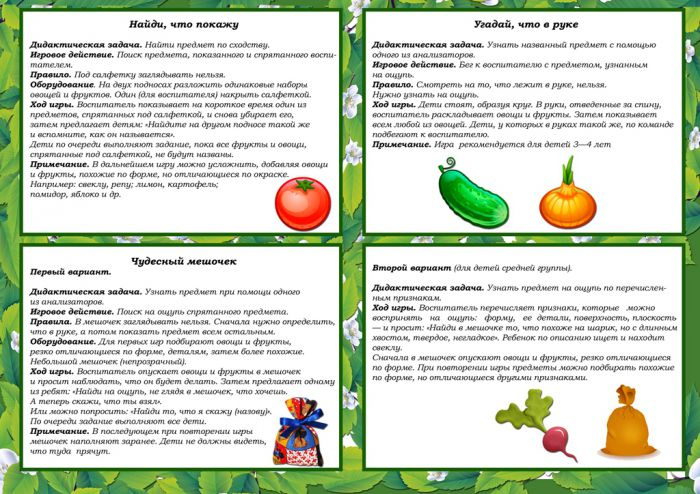 Найди, что покажу
Дидактическая задача. Найти предмет по сходству.
Игровое действие. Поиск предмета, показанного и спрятанного воспи-
тателем.
Правило. Под салфетку заглядывать нельзя.
Оборудование. На двух подносах разложить одинаковые наборы
овощей и фруктов. Один (для воспитателя) накрыть салфеткой.
Ход игры. Воспитатель показывает на короткое время один из
предметов, спрятанных под салфеткой, и снова убирает его,
затем предлагает детям: «Найдите на другом подносе такой же
и вспомните, как он называется».
Дети по очереди выполняют задание, пока все фрукты и овощи,
спрятанные под салфеткой, не будут названы.
Примечание. В дальнейшем игру можно усложнить, добавляя овощи
и фрукты, похожие по форме, но отличающиеся по окраске.
Например: свеклу, репу; лимон, картофель;
помидор, яблоко и др.
Угадай, что в руке
Дидактическая задача. Узнать названный предмет с помощью
одного из анализаторов.
Игровое действие. Бег к воспитателю с предметом, узнанным
на ощупь.
Правило. Смотреть на то, что лежит в руке, нельзя.
Нужно узнать на ощупь.
Ход игры. Дети стоят, образуя круг. В руки, отведенные за спину,
воспитатель раскладывает овощи и фрукты. Затем показывает
всем любой из овощей. Дети, у которых в руках такой же, по команде
подбегают к воспитателю.
Примечание. Игра рекомендуется для детей 3—4 лет
Чудесный мешочек
Первый вариант.
Дидактическая задача. Узнать предмет при помощи одного
из анализаторов.
Игровое действие. Поиск на ощупь спрятанного предмета.
Правила. В мешочек заглядывать нельзя. Сначала нужно определить,
что в руке, а потом показать предмет всем остальным.
Оборудование. Для первых игр подбирают овощи и фрукты,
резко отличающиеся по форме, деталям, затем более похожие.
Небольшой мешочек (непрозрачный).
Ход игры. Воспитатель опускает овощи и фрукты в мешочек
и просит наблюдать, что он будет делать. Затем предлагает одному
из ребят: «Найди на ощупь, не глядя в мешочек, что хочешь.
А теперь скажи, что ты взял».
Или можно попросить: «Найди то, что я скажу (назову)».
По очереди задание выполняют все дети.
Примечание. В последующем при повторении игры
мешочек наполняют заранее. Дети не должны видеть,
что туда прячут.
Второй вариант (для детей средней группы).
Дидактическая задача. Узнать предмет на ощупь по перечислен-
ным признакам.
Ход игры. Воспитатель перечисляет признаки, которые можно
воспринять на ощупь: форму, ее детали, поверхность, плоскость
— и просит: «Найди в мешочке то, что похоже на шарик, но с длинным
хвостом, твердое, негладкое». Ребенок по описанию ищет и находит
свеклу.
Сначала в мешочек опускают овощи и фрукты, резко отличающиеся
по форме. При повторении игры предметы можно подбирать похожие
по форме, но отличающиеся другими признаками.